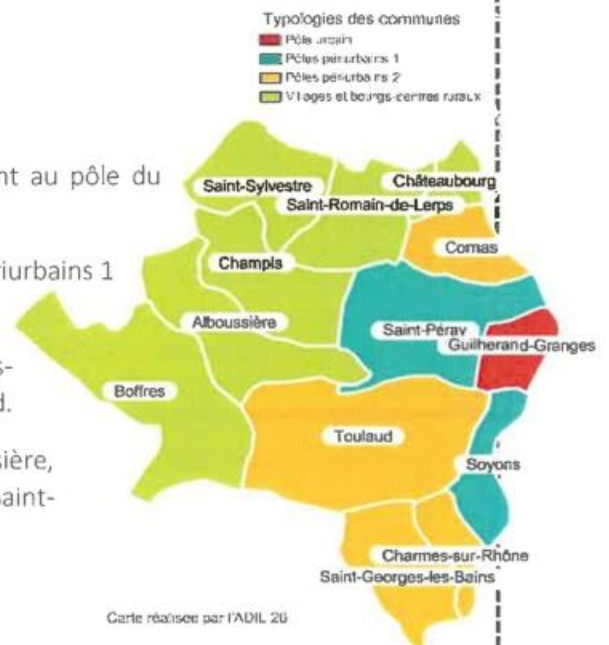 Typologies des communes
Pôle urbain
Pôles périurbains 1
Pôles périurbains 2
Villages et bourgs-centres ruraux
nt au pôle du
riurbains 1
s-
d.
sière,
Saint-
Saint-Sylvestre
Châteaubourg
Saint-Romain-de-Lerps
Cornas
Champis
Alboussière
Saint-Péray
Guilherand-Granges
Boffres
Toulaud
Soyons
Charmes-sur-Rhône
Saint-Georges-les-Bains
Carte réalisée par l'ADIL 26